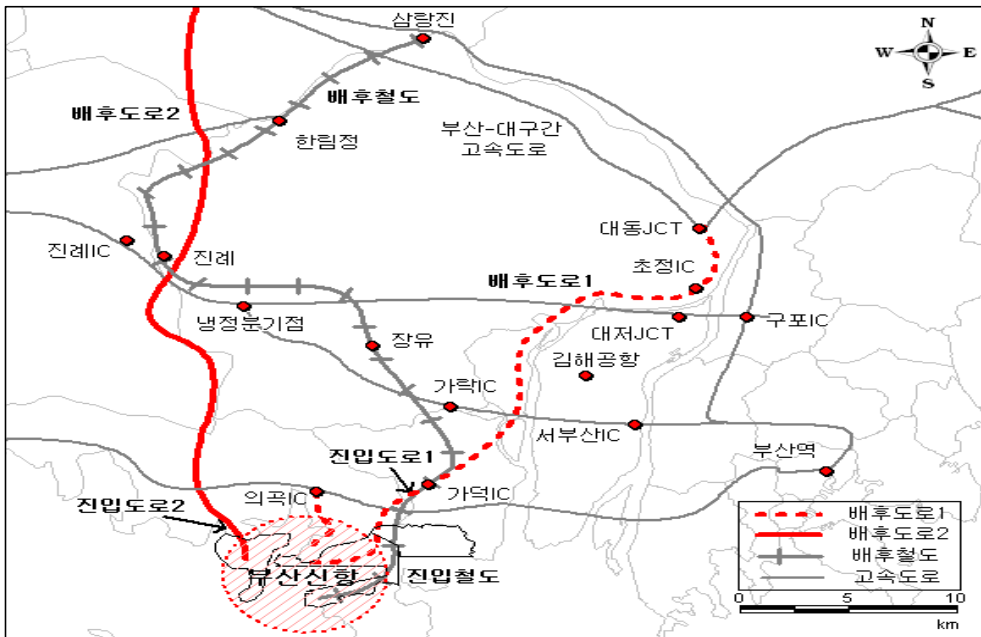 삼랑진
N
W
E
S
배후철도
배후도로2
한림정
부산-대구간
고속도로
대동JCT
진례IC
진례
초정IC
배후도로1
냉정분기점
대저JCT
구포IC
장유
김해공항
가락IC
서부산IC
부산역
진입도로1
의곡IC
가덕IC
진입도로2
부산신항
진입철도
배후도로1
배후도로2
배후철도
고속도로
0
5
10
km